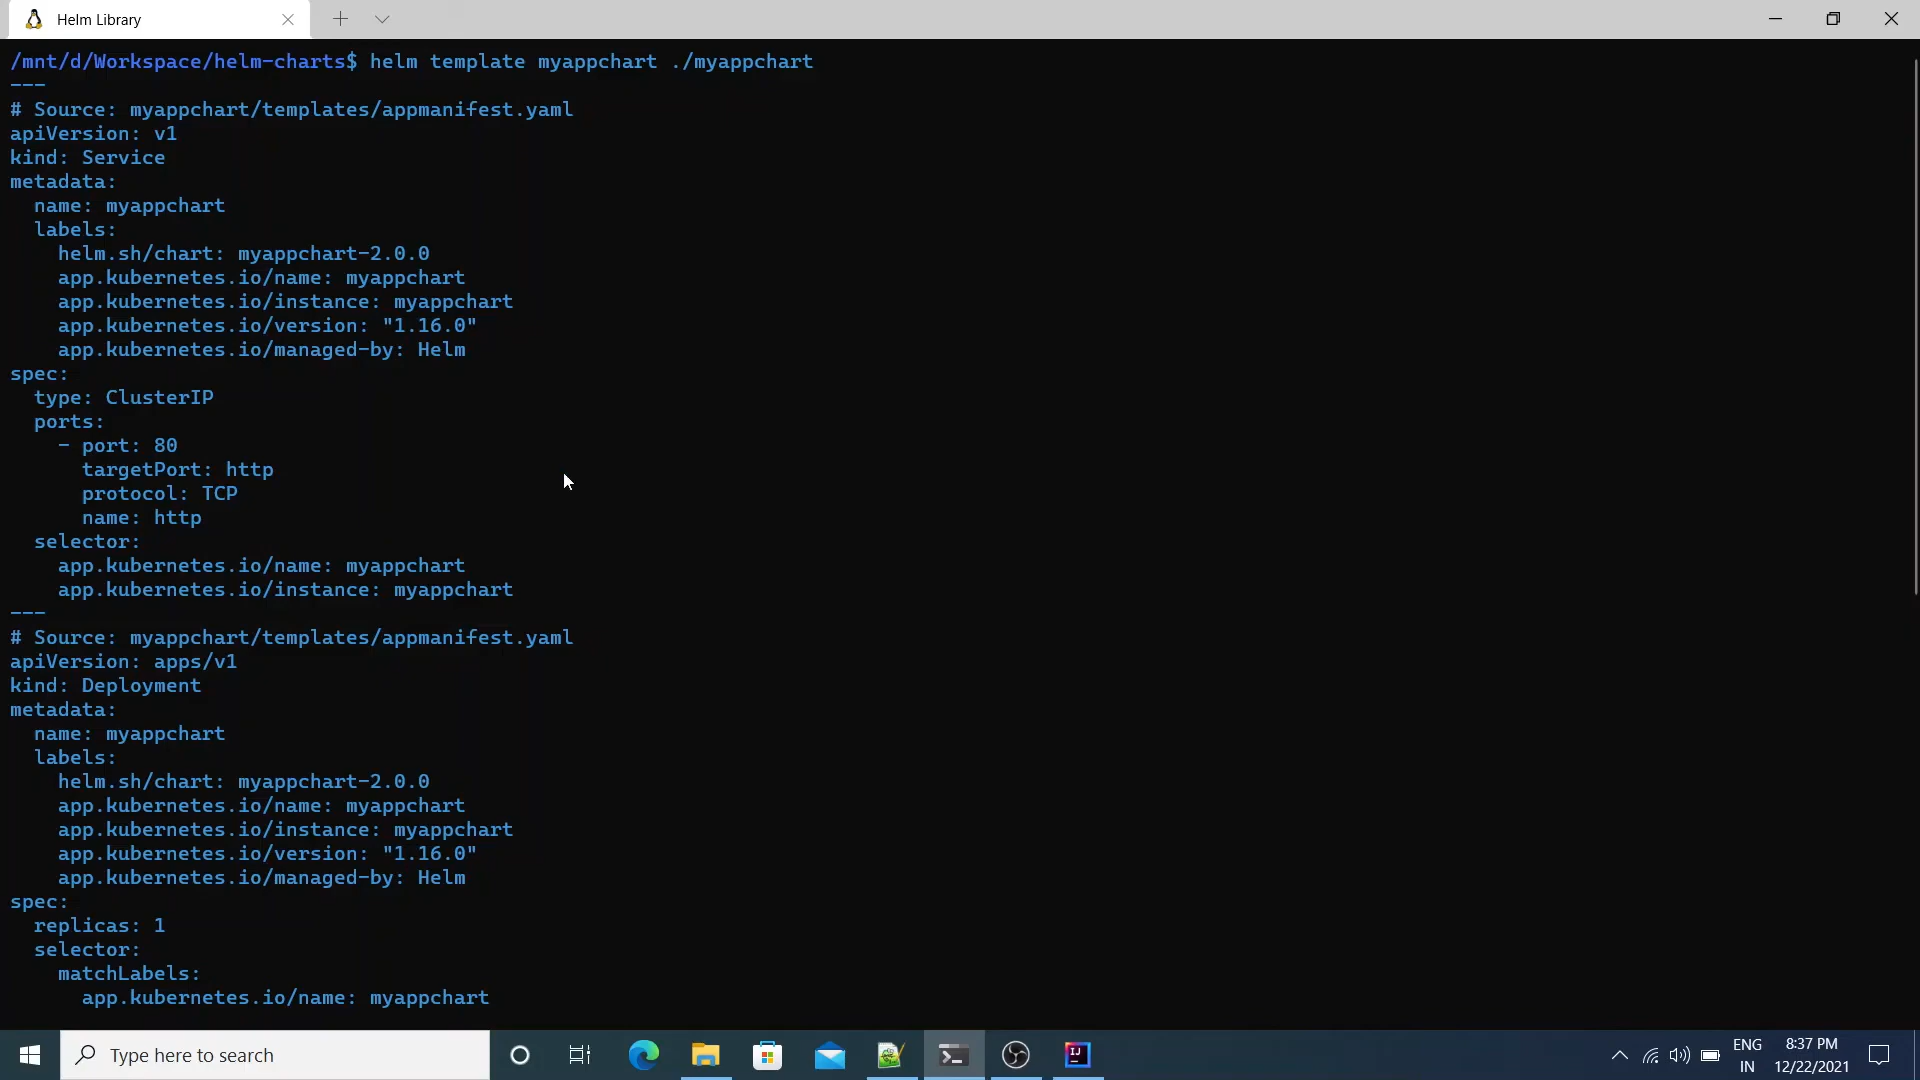 Helm Library
/mnt/d/Workspace/helm-charts$ helm template myappchart ./myappchart
---
# Source: myappchart/templates/appmanifest.yaml
apiVersion: v1
kind: Service
metadata:
  name: myappchart
  labels:
    helm.sh/chart: myappchart-2.0.0
    app.kubernetes.io/name: myappchart
    app.kubernetes.io/instance: myappchart
    app.kubernetes.io/version: "1.16.0"
    app.kubernetes.io/managed-by: Helm
spec:
  type: ClusterIP
  ports:
    - port: 80
      targetPort: http
      protocol: TCP
      name: http
  selector:
    app.kubernetes.io/name: myappchart
    app.kubernetes.io/instance: myappchart
---
# Source: myappchart/templates/appmanifest.yaml
apiVersion: apps/v1
kind: Deployment
metadata:
  name: myappchart
  labels:
    helm.sh/chart: myappchart-2.0.0
    app.kubernetes.io/name: myappchart
    app.kubernetes.io/instance: myappchart
    app.kubernetes.io/version: "1.16.0"
    app.kubernetes.io/managed-by: Helm
spec:
  replicas: 1
  selector:
    matchLabels:
      app.kubernetes.io/name: myappchart
Type here to search
IJ
ENG
IN
8:37 PM
12/22/2021